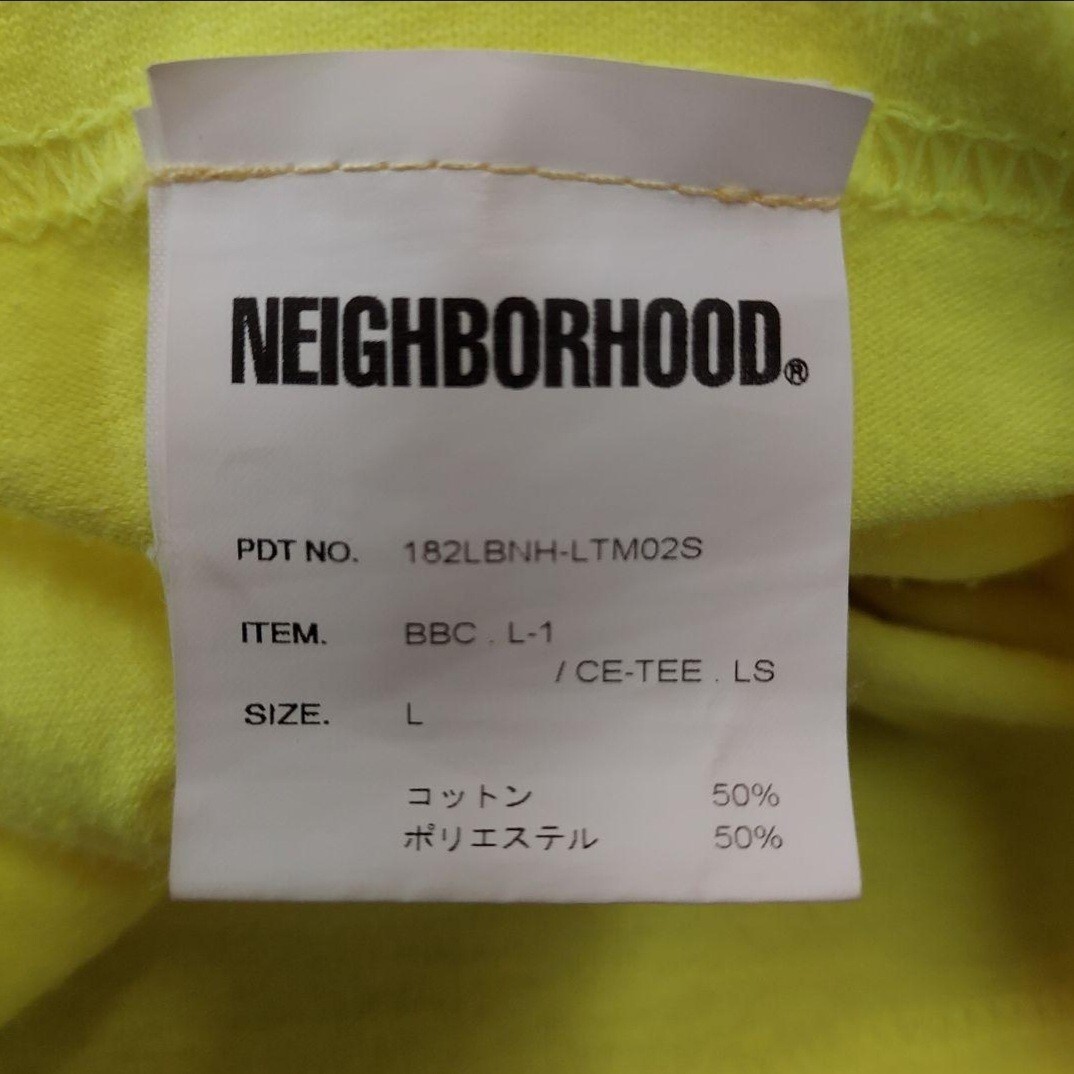 NEIGHBORHOOD®
PDT NO. 182LBNH-LTM02S
ITEM. BBC . L-1
/ CE-TEE . LS
SIZE. L
コットン 50%
ポリエステル 50%